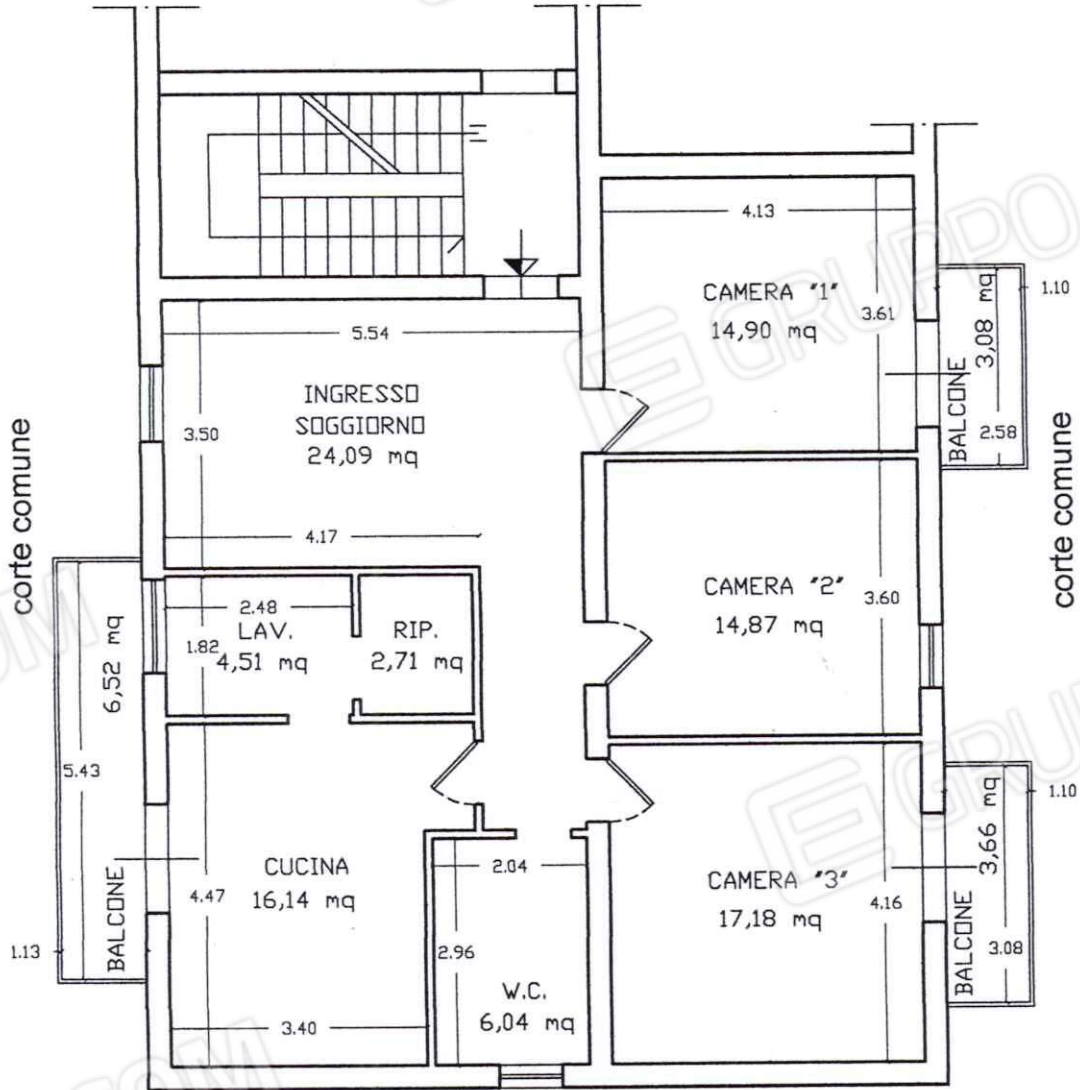 4.13
CAMERA "1"
14,90 mq
3.61
1.10
BALCONE 3,08 mq
2.58
corte comune
5.54
INGRESSO
SOGGIORNO
24,09 mq
3.50
4.17
corte comune
2.48
LAV.
1.82
4,51 mq
RIP.
2,71 mq
CAMERA "2"
14,87 mq
3.60
BALCONE 6,52 mq
5.43
1.13
CUCINA
16,14 mq
4.47
3.40
2.04
2.96
W.C.
6,04 mq
CAMERA "3"
17,18 mq
4.16
1.10
BALCONE 3,66 mq
3.08
GRUPPO
GRU
COM
COM